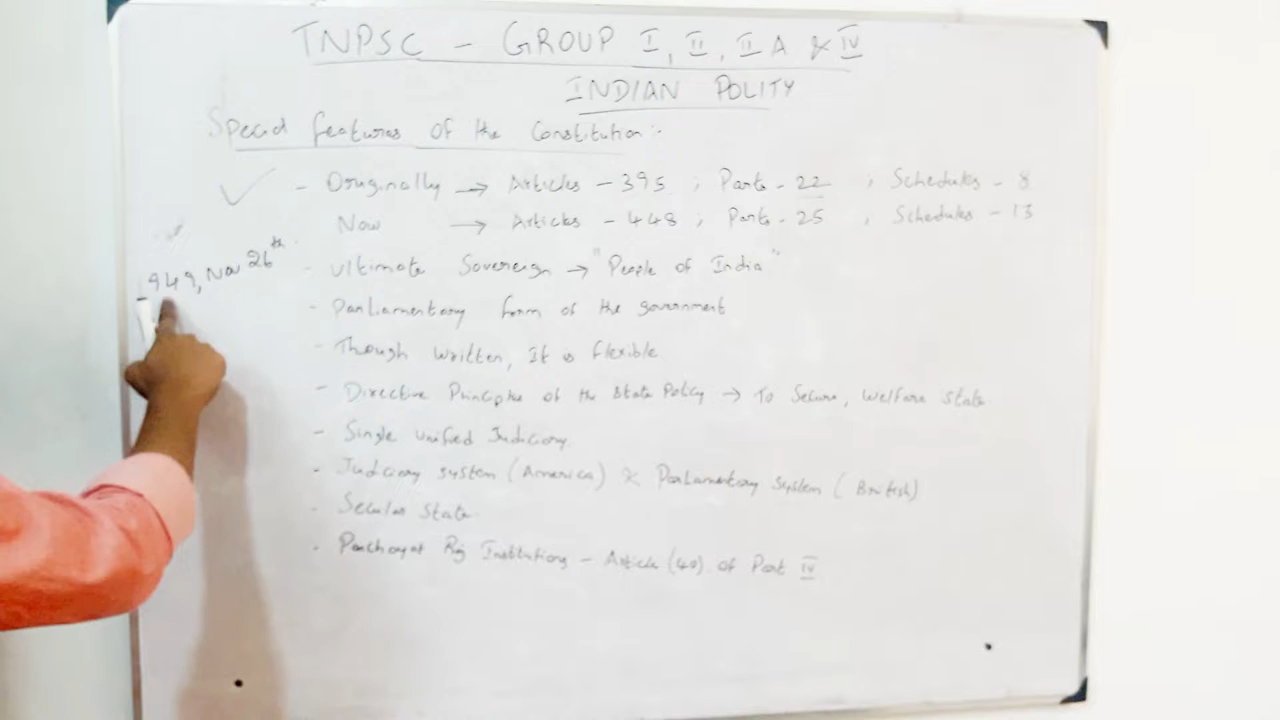 TNPSC - GROUP I, II, II A & IV
INDIAN POLITY
Special features of the Constitution:-
- Originally → Articles - 395 ; Parts - 22 ; Schedules - 8
Now → Articles - 448 ; Parts - 25 ; Schedules - 13
1949, Nov 26th
- Ultimate Sovereign → "People of India"
- Parliamentary form of the government
- Though written, It is flexible
- Directive Principle of the State Policy → To Secure, Welfare state
- Single unified Judiciary
- Judiciary system (America) & Parliamentary System (British)
- Secular State
- Panchayat Raj Institutions - Article (40) of Part IV